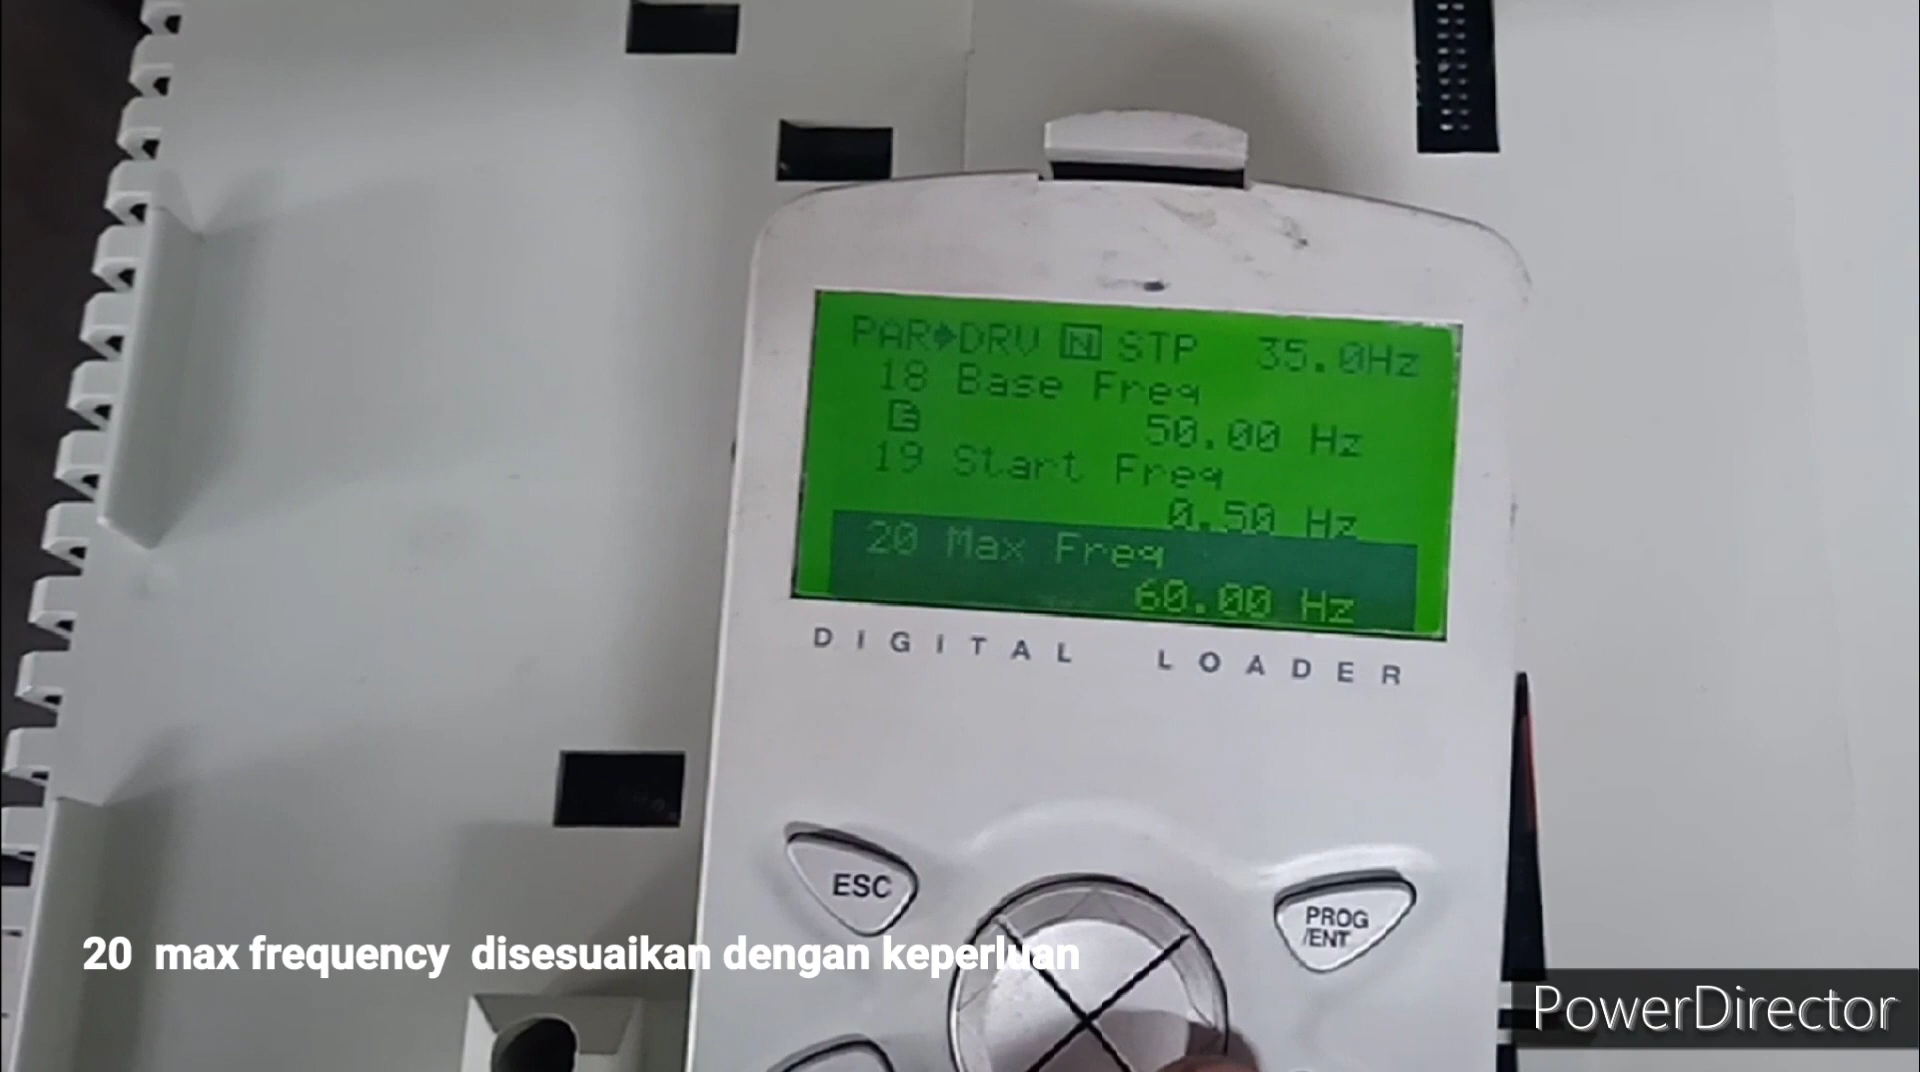 PAR DRV N STP 35.0Hz
18 Base Freq
50.00 Hz
19 Start Freq
0.50 Hz
20 Max Freq
60.00 Hz
DIGITAL LOADER
ESC
PROG
/ENT
20 max frequency disesuaikan dengan keperluan
PowerDirector